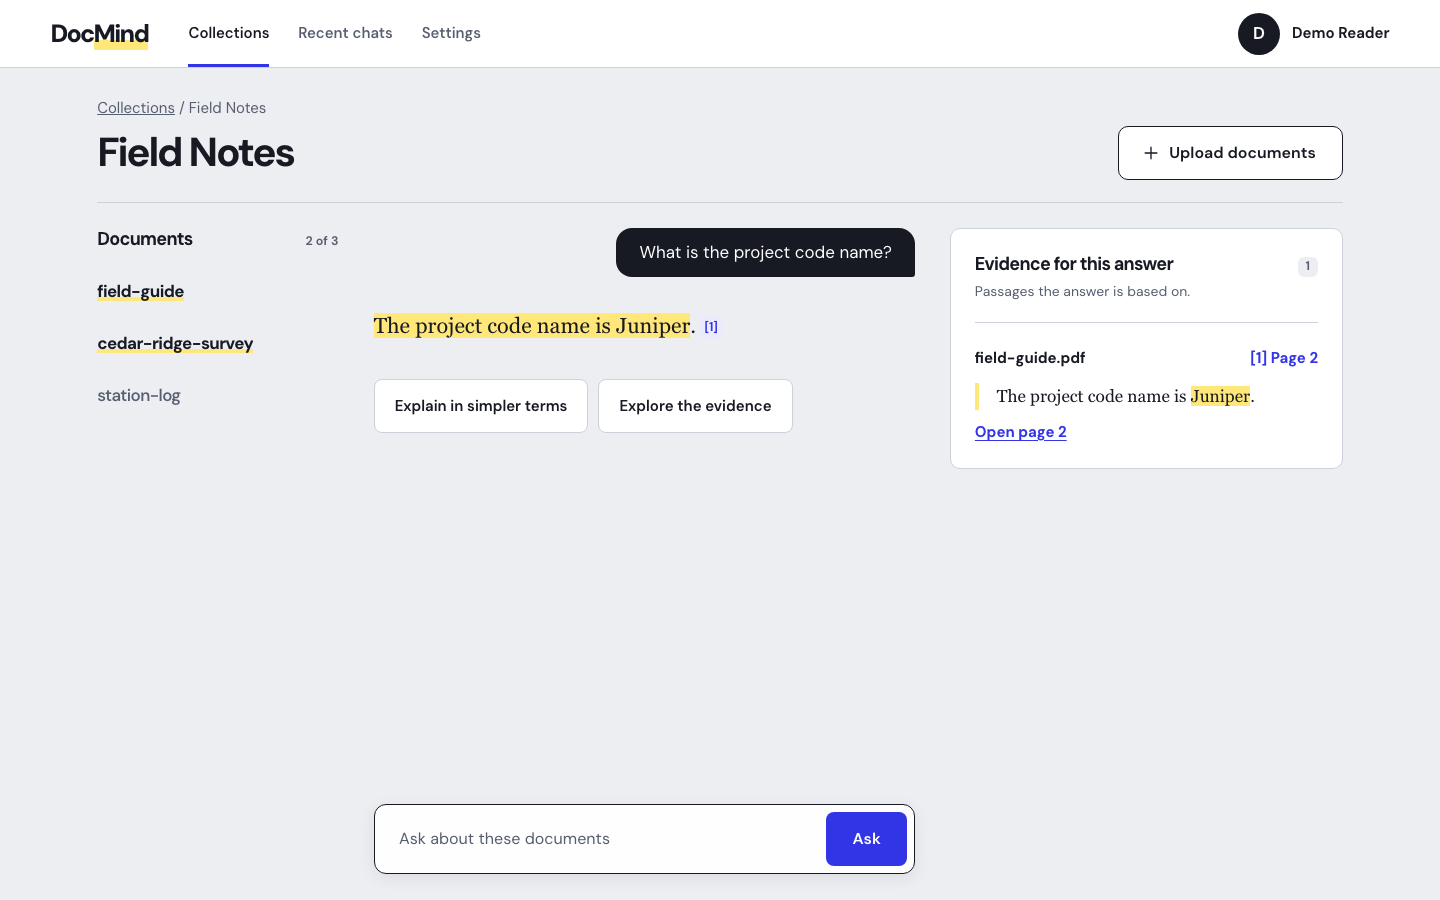 DocMind
Collections
Recent chats
Settings
D
Demo Reader
Collections / Field Notes
Field Notes
+ Upload documents
Documents
2 of 3
field-guide
cedar-ridge-survey
station-log
What is the project code name?
The project code name is Juniper. [1]
Explain in simpler terms
Explore the evidence
Ask about these documents
Ask
Evidence for this answer
1
Passages the answer is based on.
field-guide.pdf
[1] Page 2
The project code name is Juniper.
Open page 2